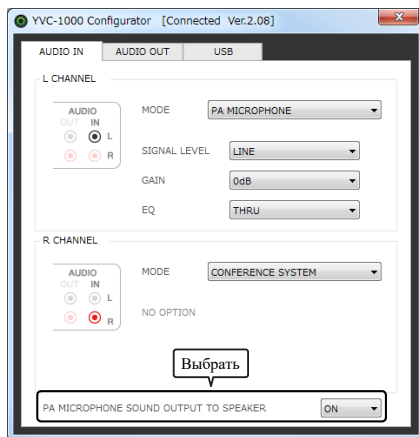 YVC-1000 Configurator [Connected Ver.2.08]
AUDIO IN AUDIO OUT USB
L CHANNEL
AUDIO
OUT IN
L
R
MODE PA MICROPHONE
SIGNAL LEVEL LINE
GAIN 0dB
EQ THRU
R CHANNEL
AUDIO
OUT IN
L
R
MODE CONFERENCE SYSTEM
NO OPTION
Выбрать
PA MICROPHONE SOUND OUTPUT TO SPEAKER ON